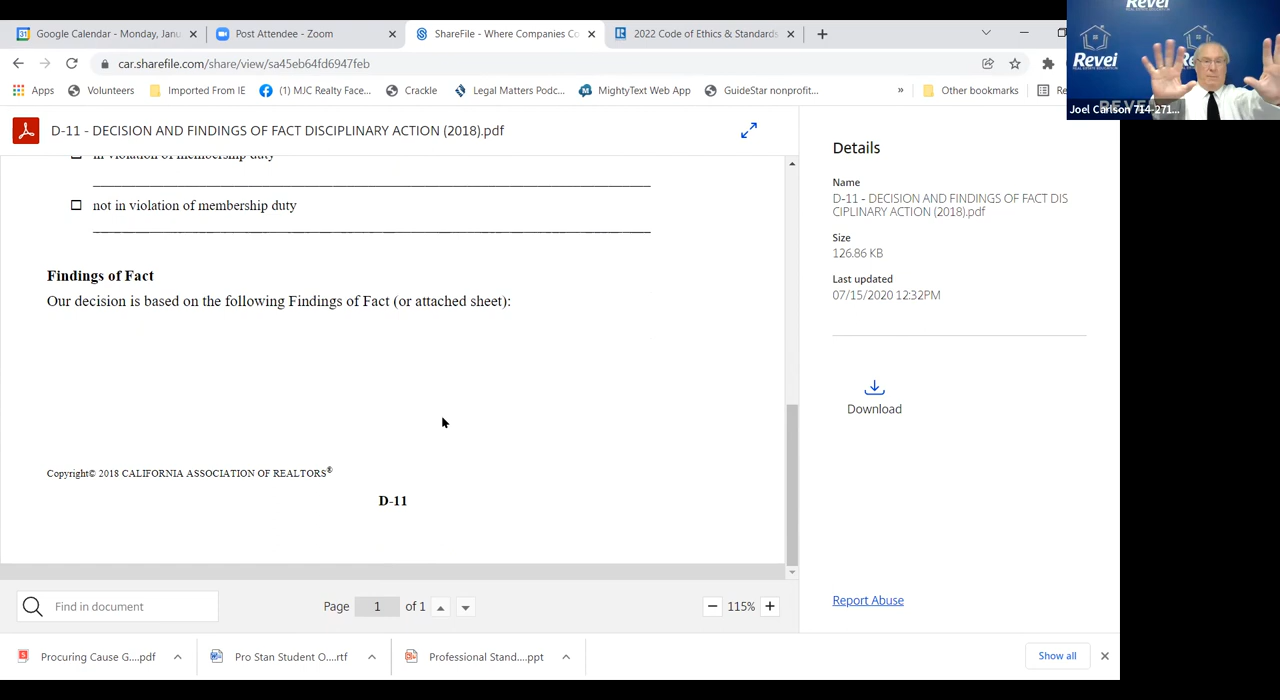 Google Calendar - Monday, Janu
Post Attendee - Zoom
ShareFile - Where Companies Co
2022 Code of Ethics & Standards
car.sharefile.com/share/view/sa45eb64fd6947feb
Apps
Volunteers
Imported From IE
(1) MJC Realty Face...
Crackle
Legal Matters Podc...
MightyText Web App
GuideStar nonprofit...
»
Other bookmarks
Re
Revei
Revei
Joel Carlson 714-271...
D-11 - DECISION AND FINDINGS OF FACT DISCIPLINARY ACTION (2018).pdf
in violation of membership duty
not in violation of membership duty
Findings of Fact
Our decision is based on the following Findings of Fact (or attached sheet):
Copyright© 2018 CALIFORNIA ASSOCIATION OF REALTORS®
D-11
Details
Name
D-11 - DECISION AND FINDINGS OF FACT DIS
CIPLINARY ACTION (2018).pdf
Size
126.86 KB
Last updated
07/15/2020 12:32PM
Download
Report Abuse
Find in document
Page 1 of 1
115%
Procuring Cause G....pdf
Pro Stan Student O....rtf
Professional Stand....ppt
Show all